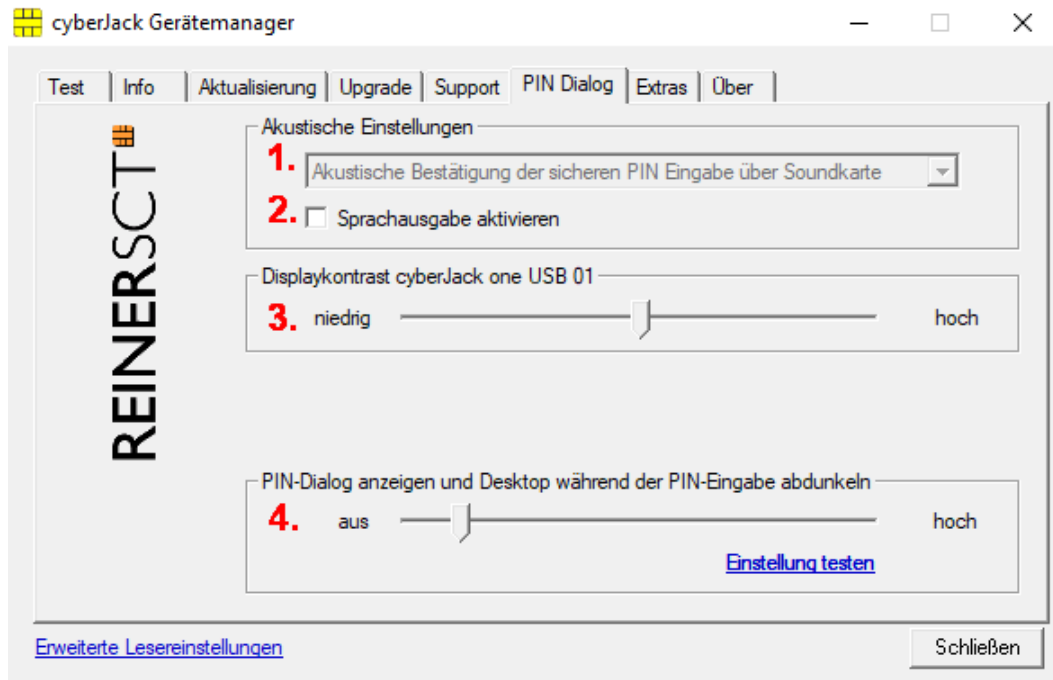 cyberJack Gerätemanager
Test Info Aktualisierung Upgrade Support PIN Dialog Extras Über
REINERSCT
Akustische Einstellungen
1. Akustische Bestätigung der sicheren PIN Eingabe über Soundkarte
2. Sprachausgabe aktivieren
Displaykontrast cyberJack one USB 01
3. niedrig hoch
PIN-Dialog anzeigen und Desktop während der PIN-Eingabe abdunkeln
4. aus hoch
Einstellung testen
Erweiterte Lesereinstellungen Schließen